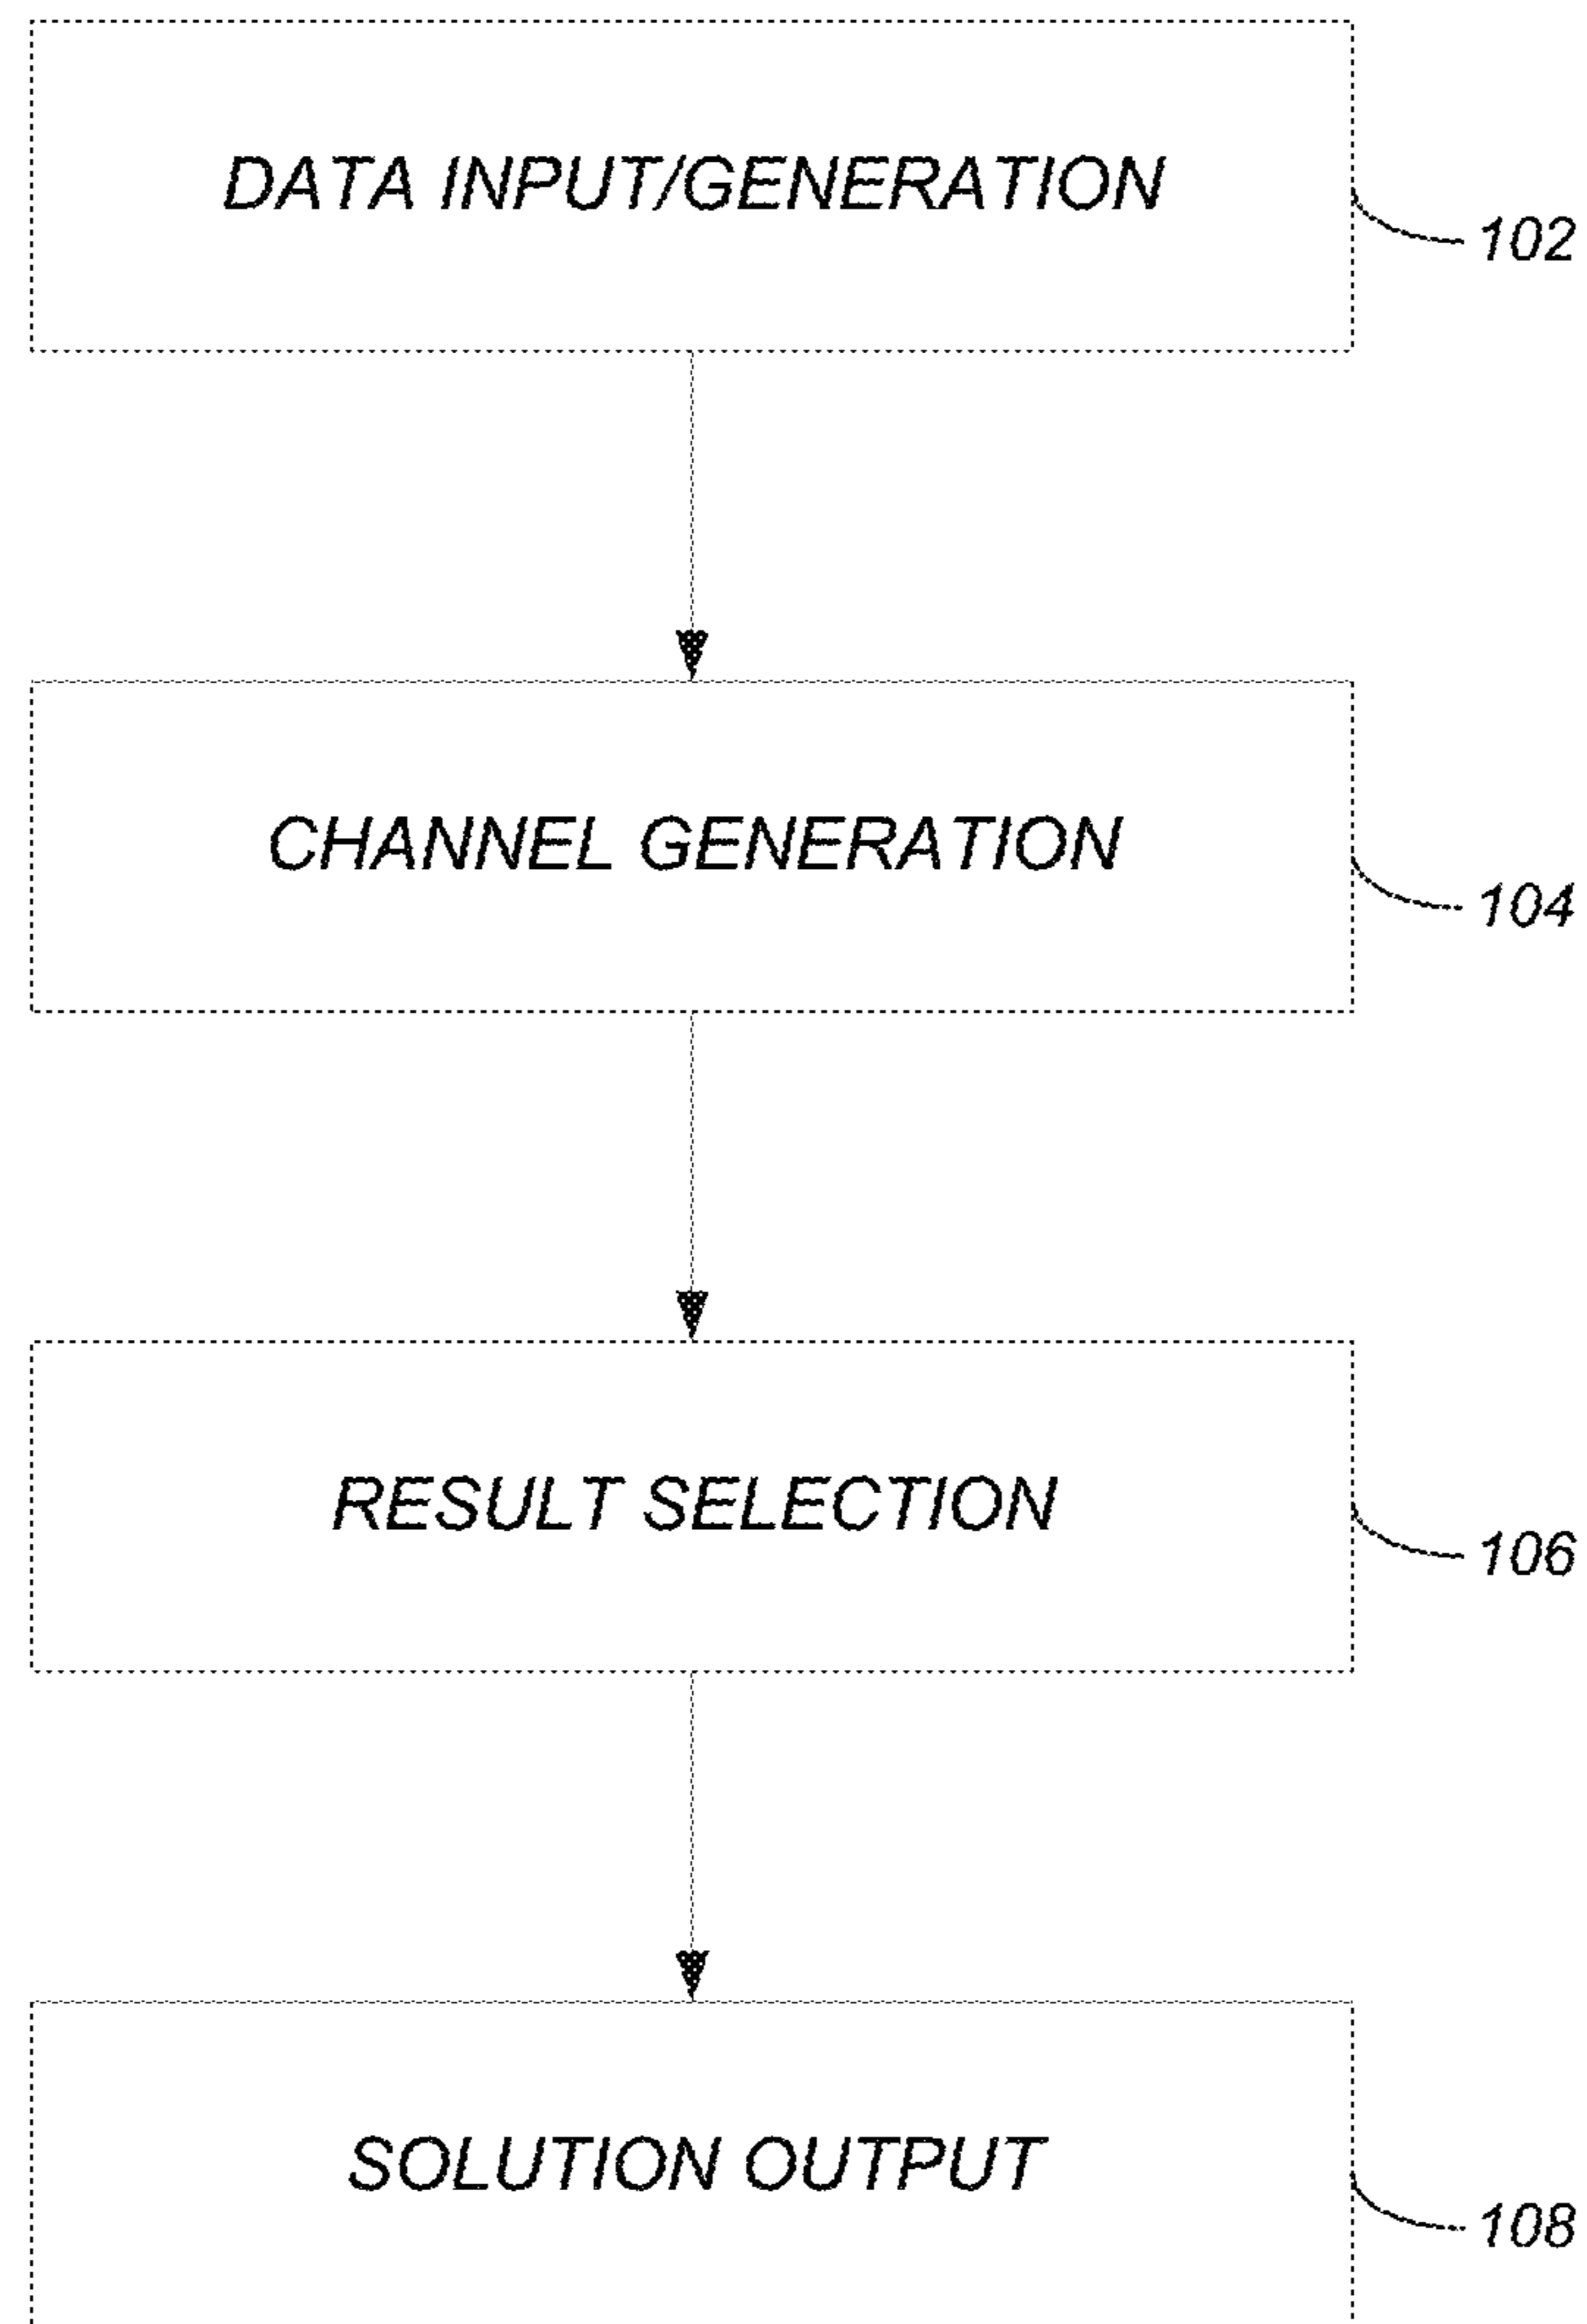 DATA INPUT/GENERATION
102
CHANNEL GENERATION
104
RESULT SELECTION
106
SOLUTION OUTPUT
108